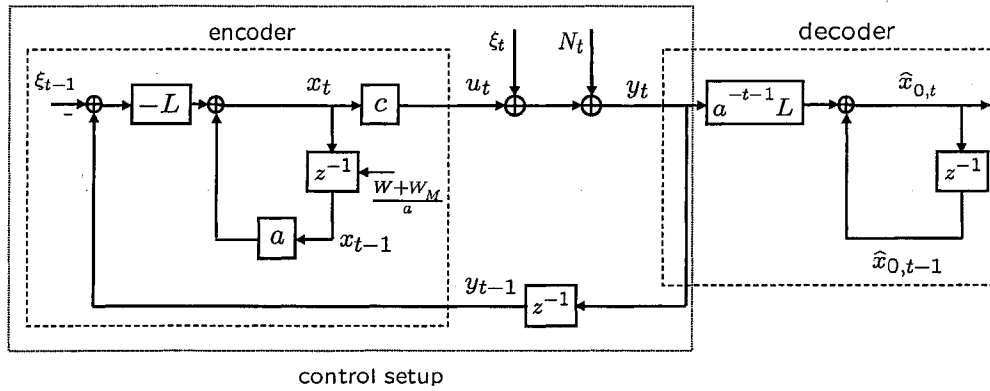 encoder
decoder
ξ_{t−1}
−
−L
x_t
c
u_t
ξ_t
N_t
y_t
a^{−t−1}L
x̂_{0,t}
z^{−1}
W+W_M
a
z^{−1}
a
x_{t−1}
x̂_{0,t−1}
y_{t−1}
z^{−1}
control setup